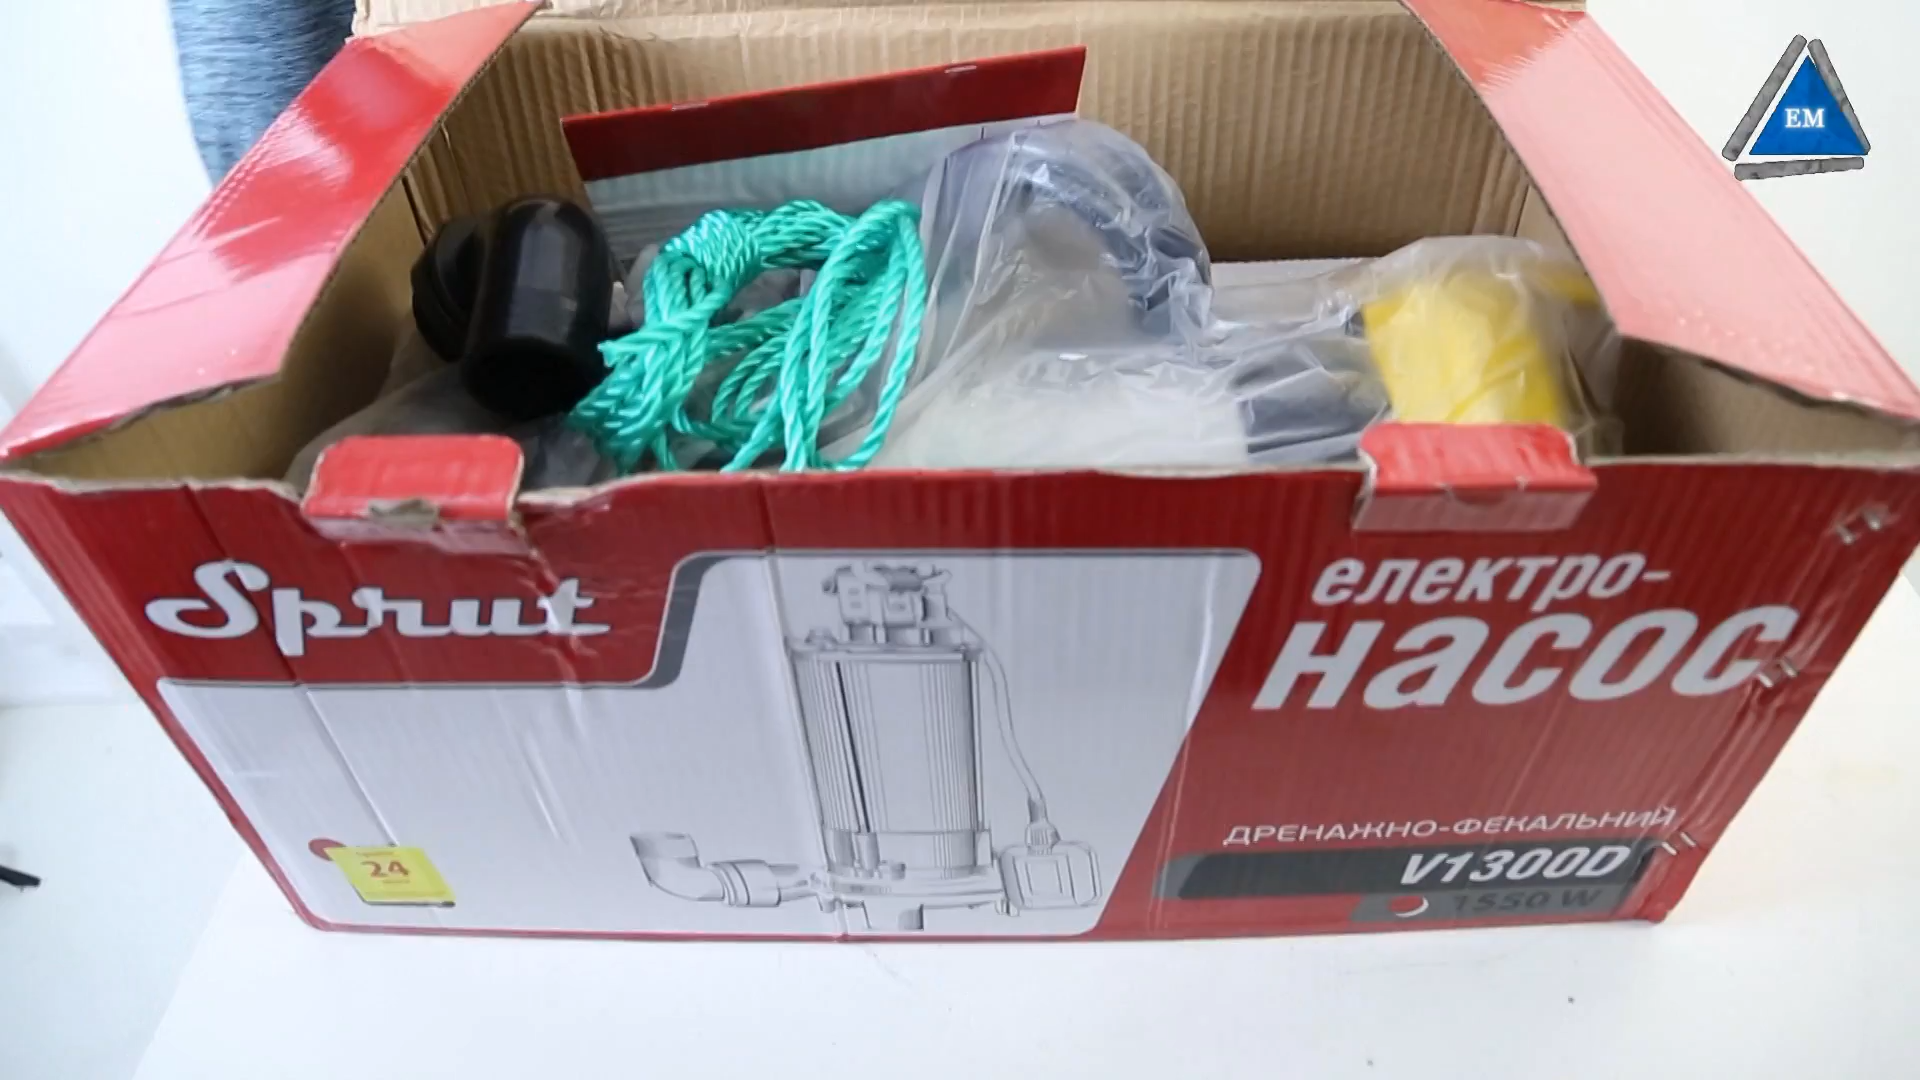 EM
Sprut
електро-
насос
ДРЕНАЖНО-ФЕКАЛЬНИЙ
V1300D
1550 W
24